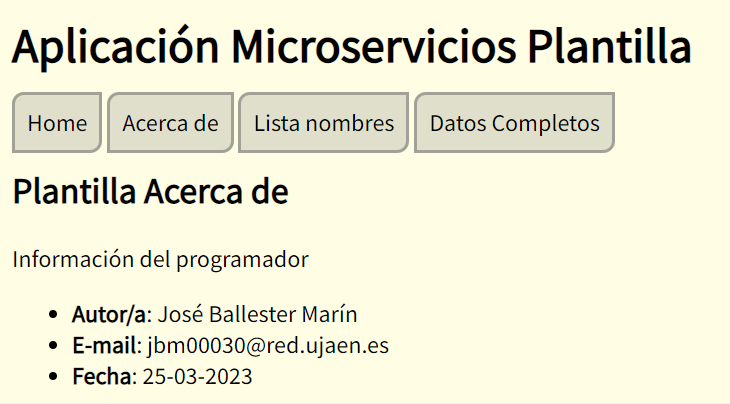 Aplicación Microservicios Plantilla
Home Acerca de Lista nombres Datos Completos
Plantilla Acerca de
Información del programador
Autor/a: José Ballester Marín
E-mail: jbm00030@red.ujaen.es
Fecha: 25-03-2023